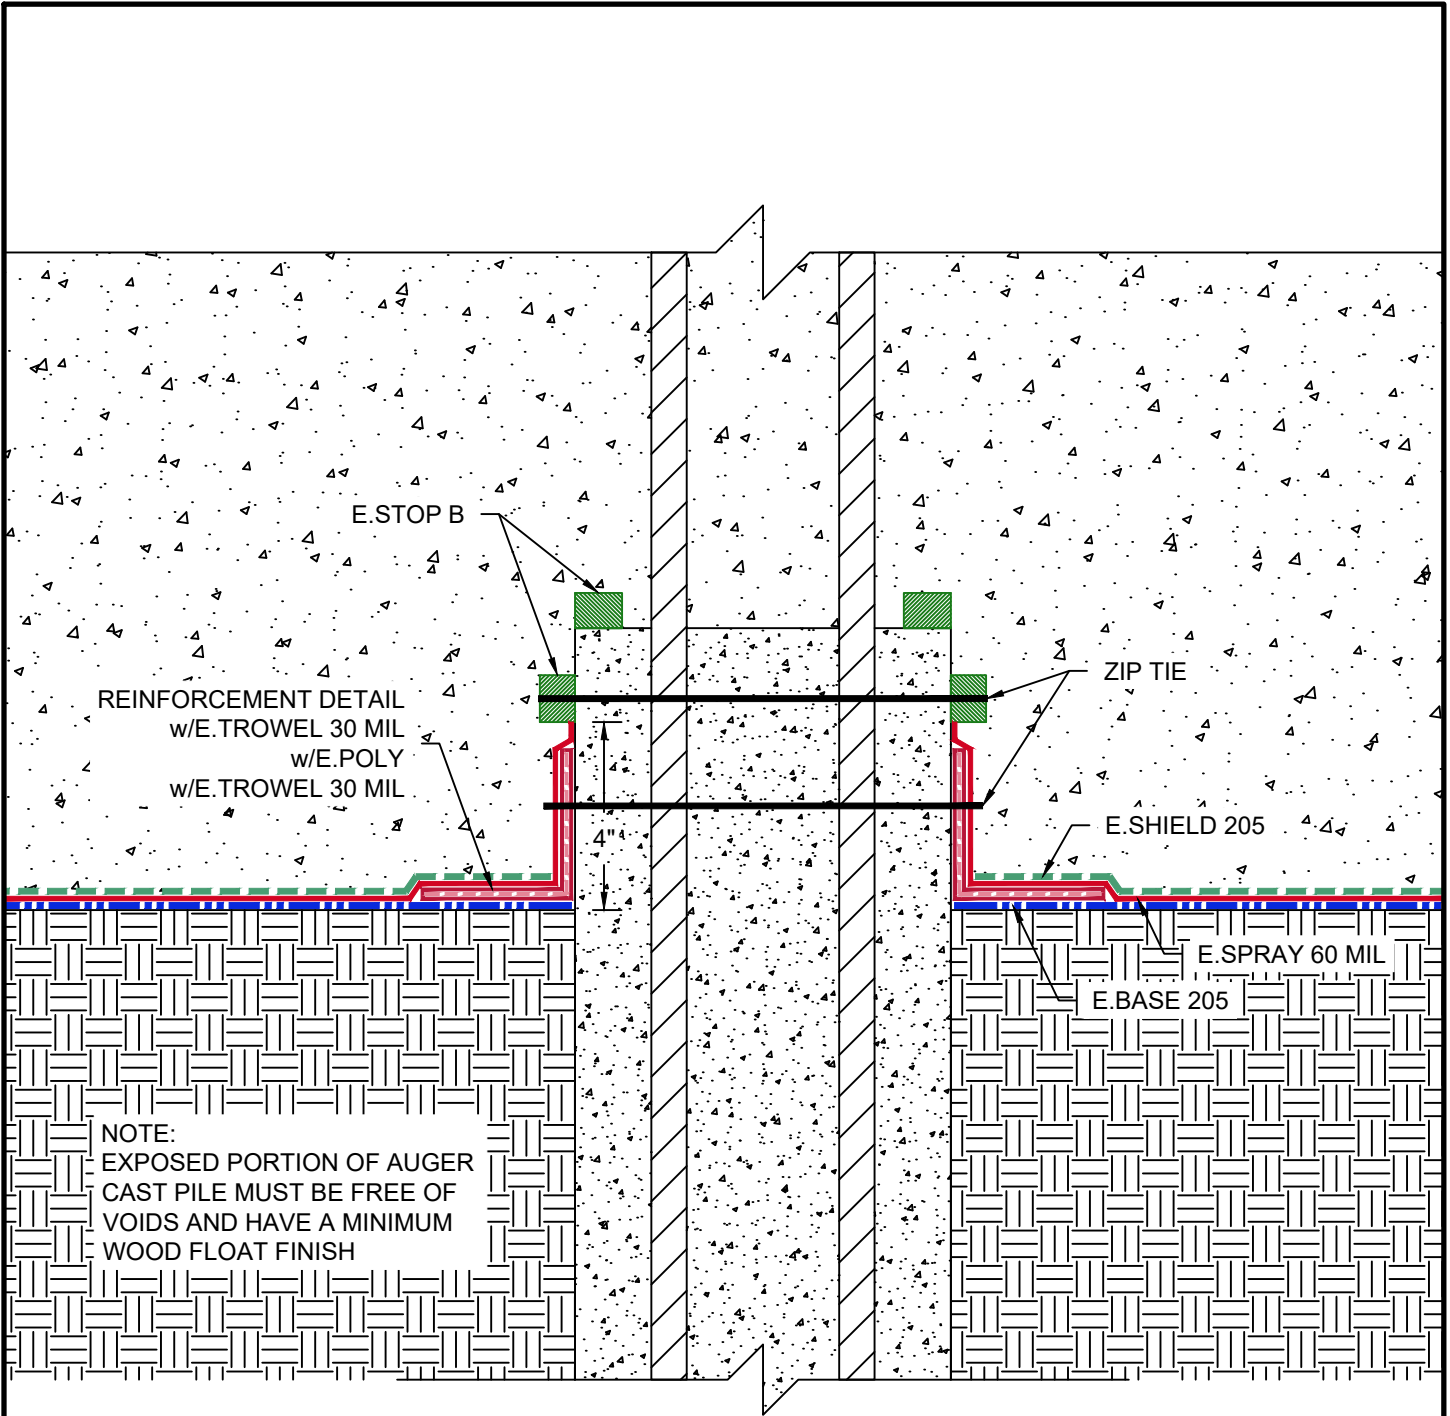 E.STOP B
ZIP TIE
REINFORCEMENT DETAIL
w/E.TROWEL 30 MIL
w/E.POLY
w/E.TROWEL 30 MIL
4"
E.SHIELD 205
E.SPRAY 60 MIL
E.BASE 205
NOTE:
EXPOSED PORTION OF AUGER
CAST PILE MUST BE FREE OF
VOIDS AND HAVE A MINIMUM
WOOD FLOAT FINISH